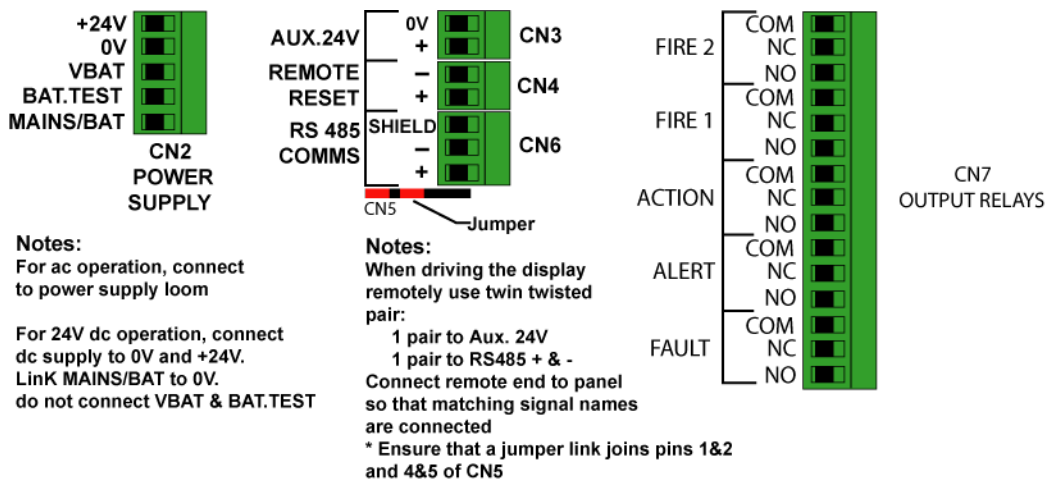 +24V
0V
VBAT
BAT.TEST
MAINS/BAT
CN2
POWER
SUPPLY
Notes:
For ac operation, connect
to power supply loom
For 24V dc operation, connect
dc supply to 0V and +24V.
LinK MAINS/BAT to 0V.
do not connect VBAT & BAT.TEST
AUX.24V
0V
+
CN3
REMOTE
RESET
–
+
CN4
RS 485
COMMS
SHIELD
–
+
CN6
CN5
Jumper
Notes:
When driving the display
remotely use twin twisted
pair:
1 pair to Aux. 24V
1 pair to RS485 + & -
Connect remote end to panel
so that matching signal names
are connected
* Ensure that a jumper link joins pins 1&2
and 4&5 of CN5
FIRE 2
COM
NC
NO
FIRE 1
COM
NC
NO
ACTION
COM
NC
NO
ALERT
COM
NC
NO
FAULT
COM
NC
NO
CN7
OUTPUT RELAYS